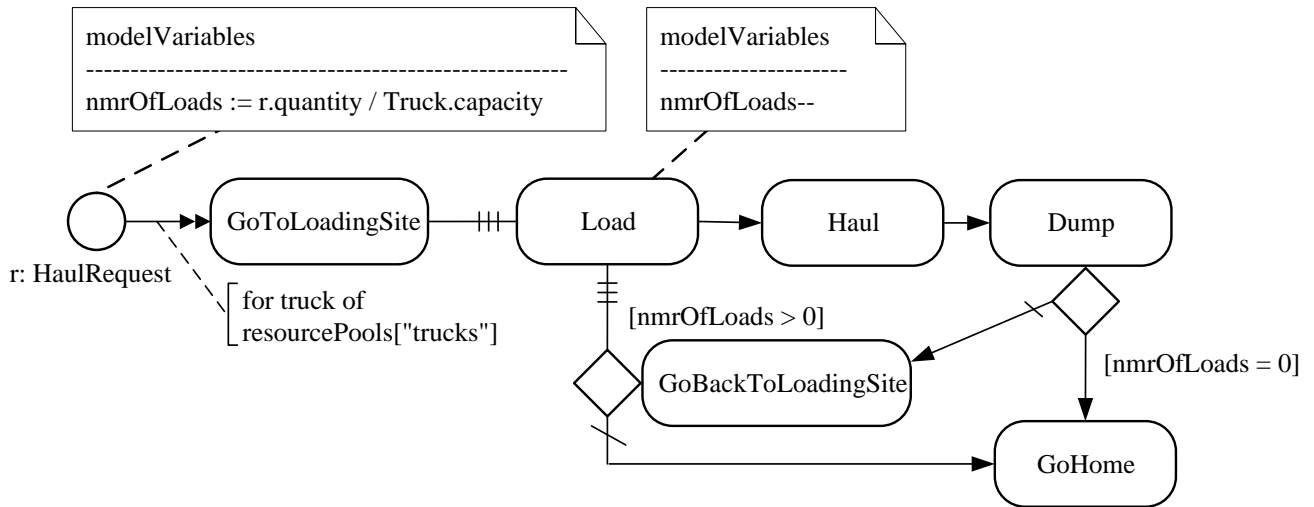 modelVariables
------------------------------------------------------
nmrOfLoads := r.quantity / Truck.capacity
modelVariables
---------------------
nmrOfLoads--
GoToLoadingSite
Load
Haul
Dump
r: HaulRequest
for truck of
resourcePools["trucks"]
[nmrOfLoads > 0]
GoBackToLoadingSite
[nmrOfLoads = 0]
GoHome